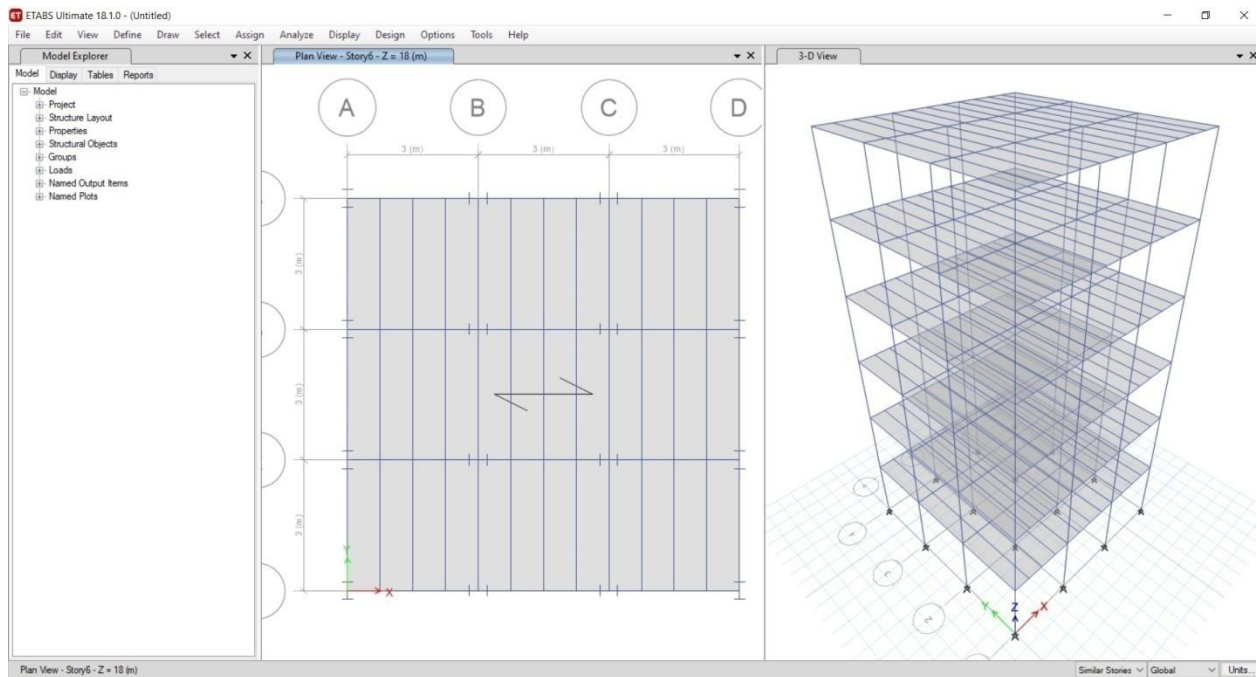 ETABS Ultimate 18.1.0 - (Untitled)
File Edit View Define Draw Select Assign Analyze Display Design Options Tools Help
Model Explorer
Model Display Tables Reports
Model
Project
Structure Layout
Properties
Structural Objects
Groups
Loads
Named Output Items
Named Plots
Plan View - Story6 - Z = 18 (m)
A B C D
3 (m) 3 (m) 3 (m)
3 (m)
3 (m)
3 (m)
Y
X
3-D View
Y Z X
Plan View - Story6 - Z = 18 (m)
Similar Stories Global Units...